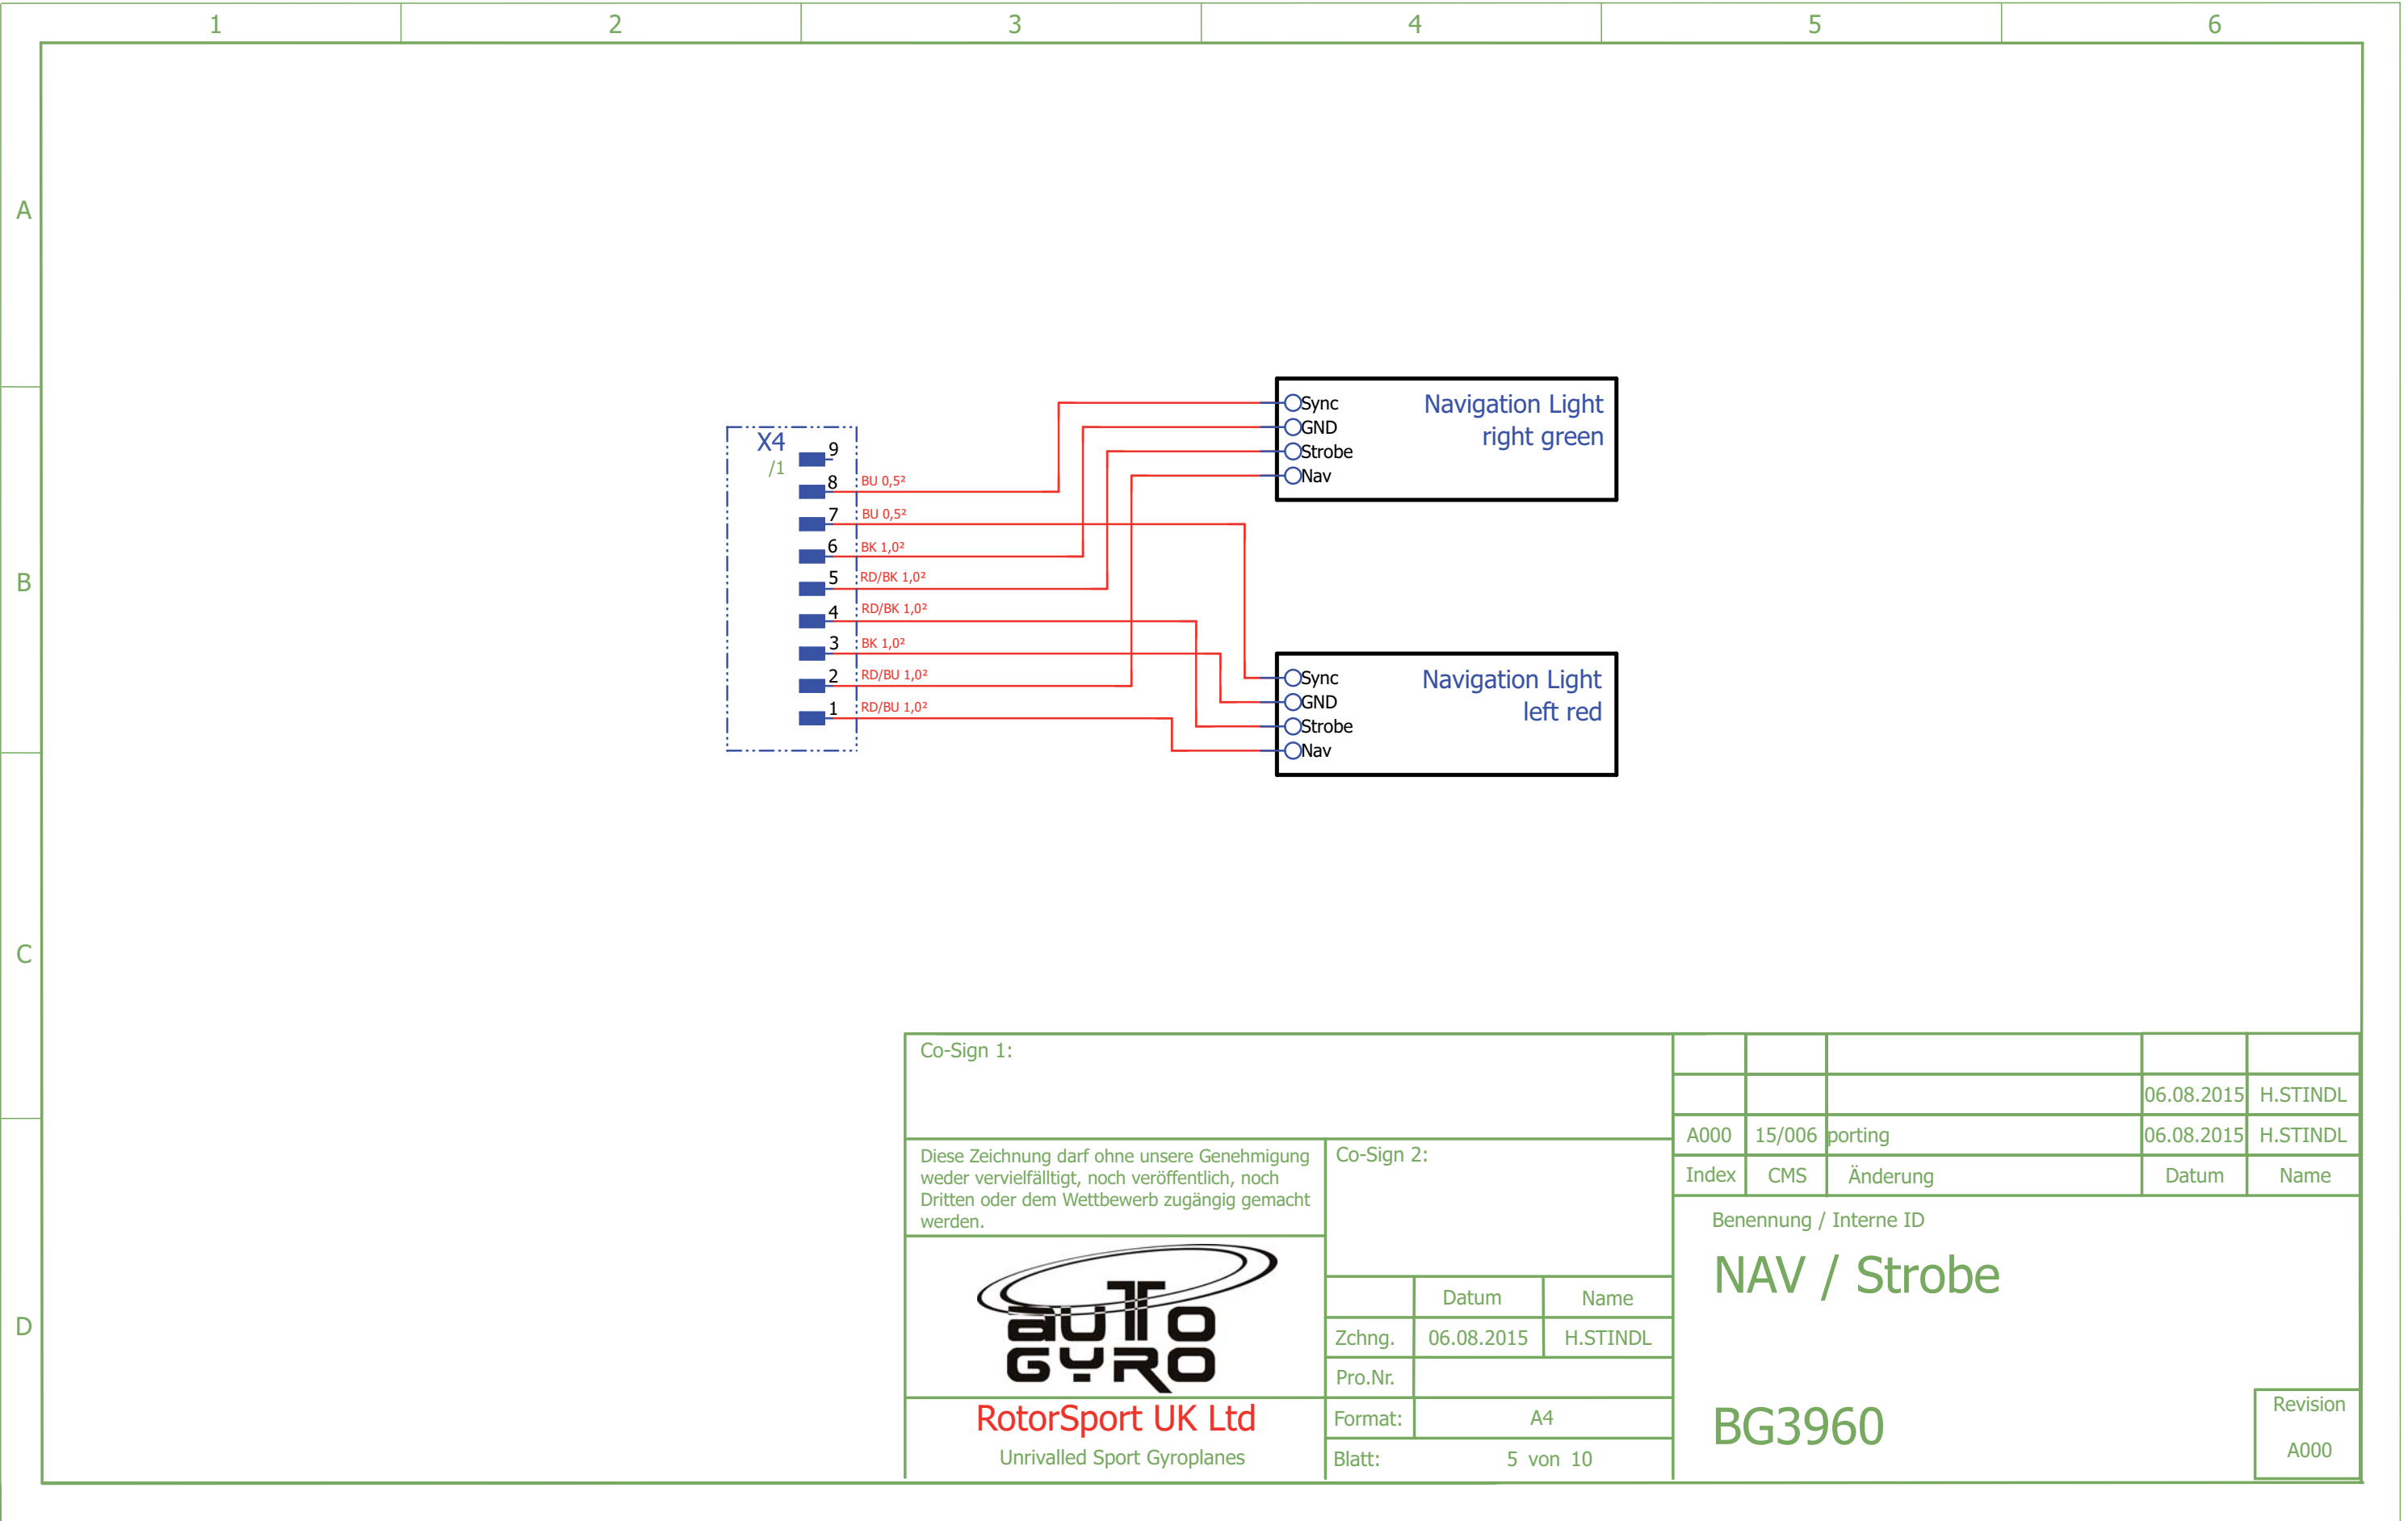 1 2 3 4 5 6
A
B
C
D
X4
/1
9
8 BU 0,5²
7 BU 0,5²
6 BK 1,0²
5 RD/BK 1,0²
4 RD/BK 1,0²
3 BK 1,0²
2 RD/BU 1,0²
1 RD/BU 1,0²
Navigation Light
right green
Sync
GND
Strobe
Nav
Navigation Light
left red
Sync
GND
Strobe
Nav
Co-Sign 1:
Diese Zeichnung darf ohne unsere Genehmigung
weder vervielfälltigt, noch veröffentlich, noch
Dritten oder dem Wettbewerb zugängig gemacht
werden.
Co-Sign 2:
AUTTO
GYRO
RotorSport UK Ltd
Unrivalled Sport Gyroplanes
Datum Name
Zchng. 06.08.2015 H.STINDL
Pro.Nr.
Format: A4
Blatt: 5 von 10
06.08.2015 H.STINDL
A000 15/006 porting 06.08.2015 H.STINDL
Index CMS Änderung Datum Name
Benennung / Interne ID
NAV / Strobe
BG3960
Revision
A000